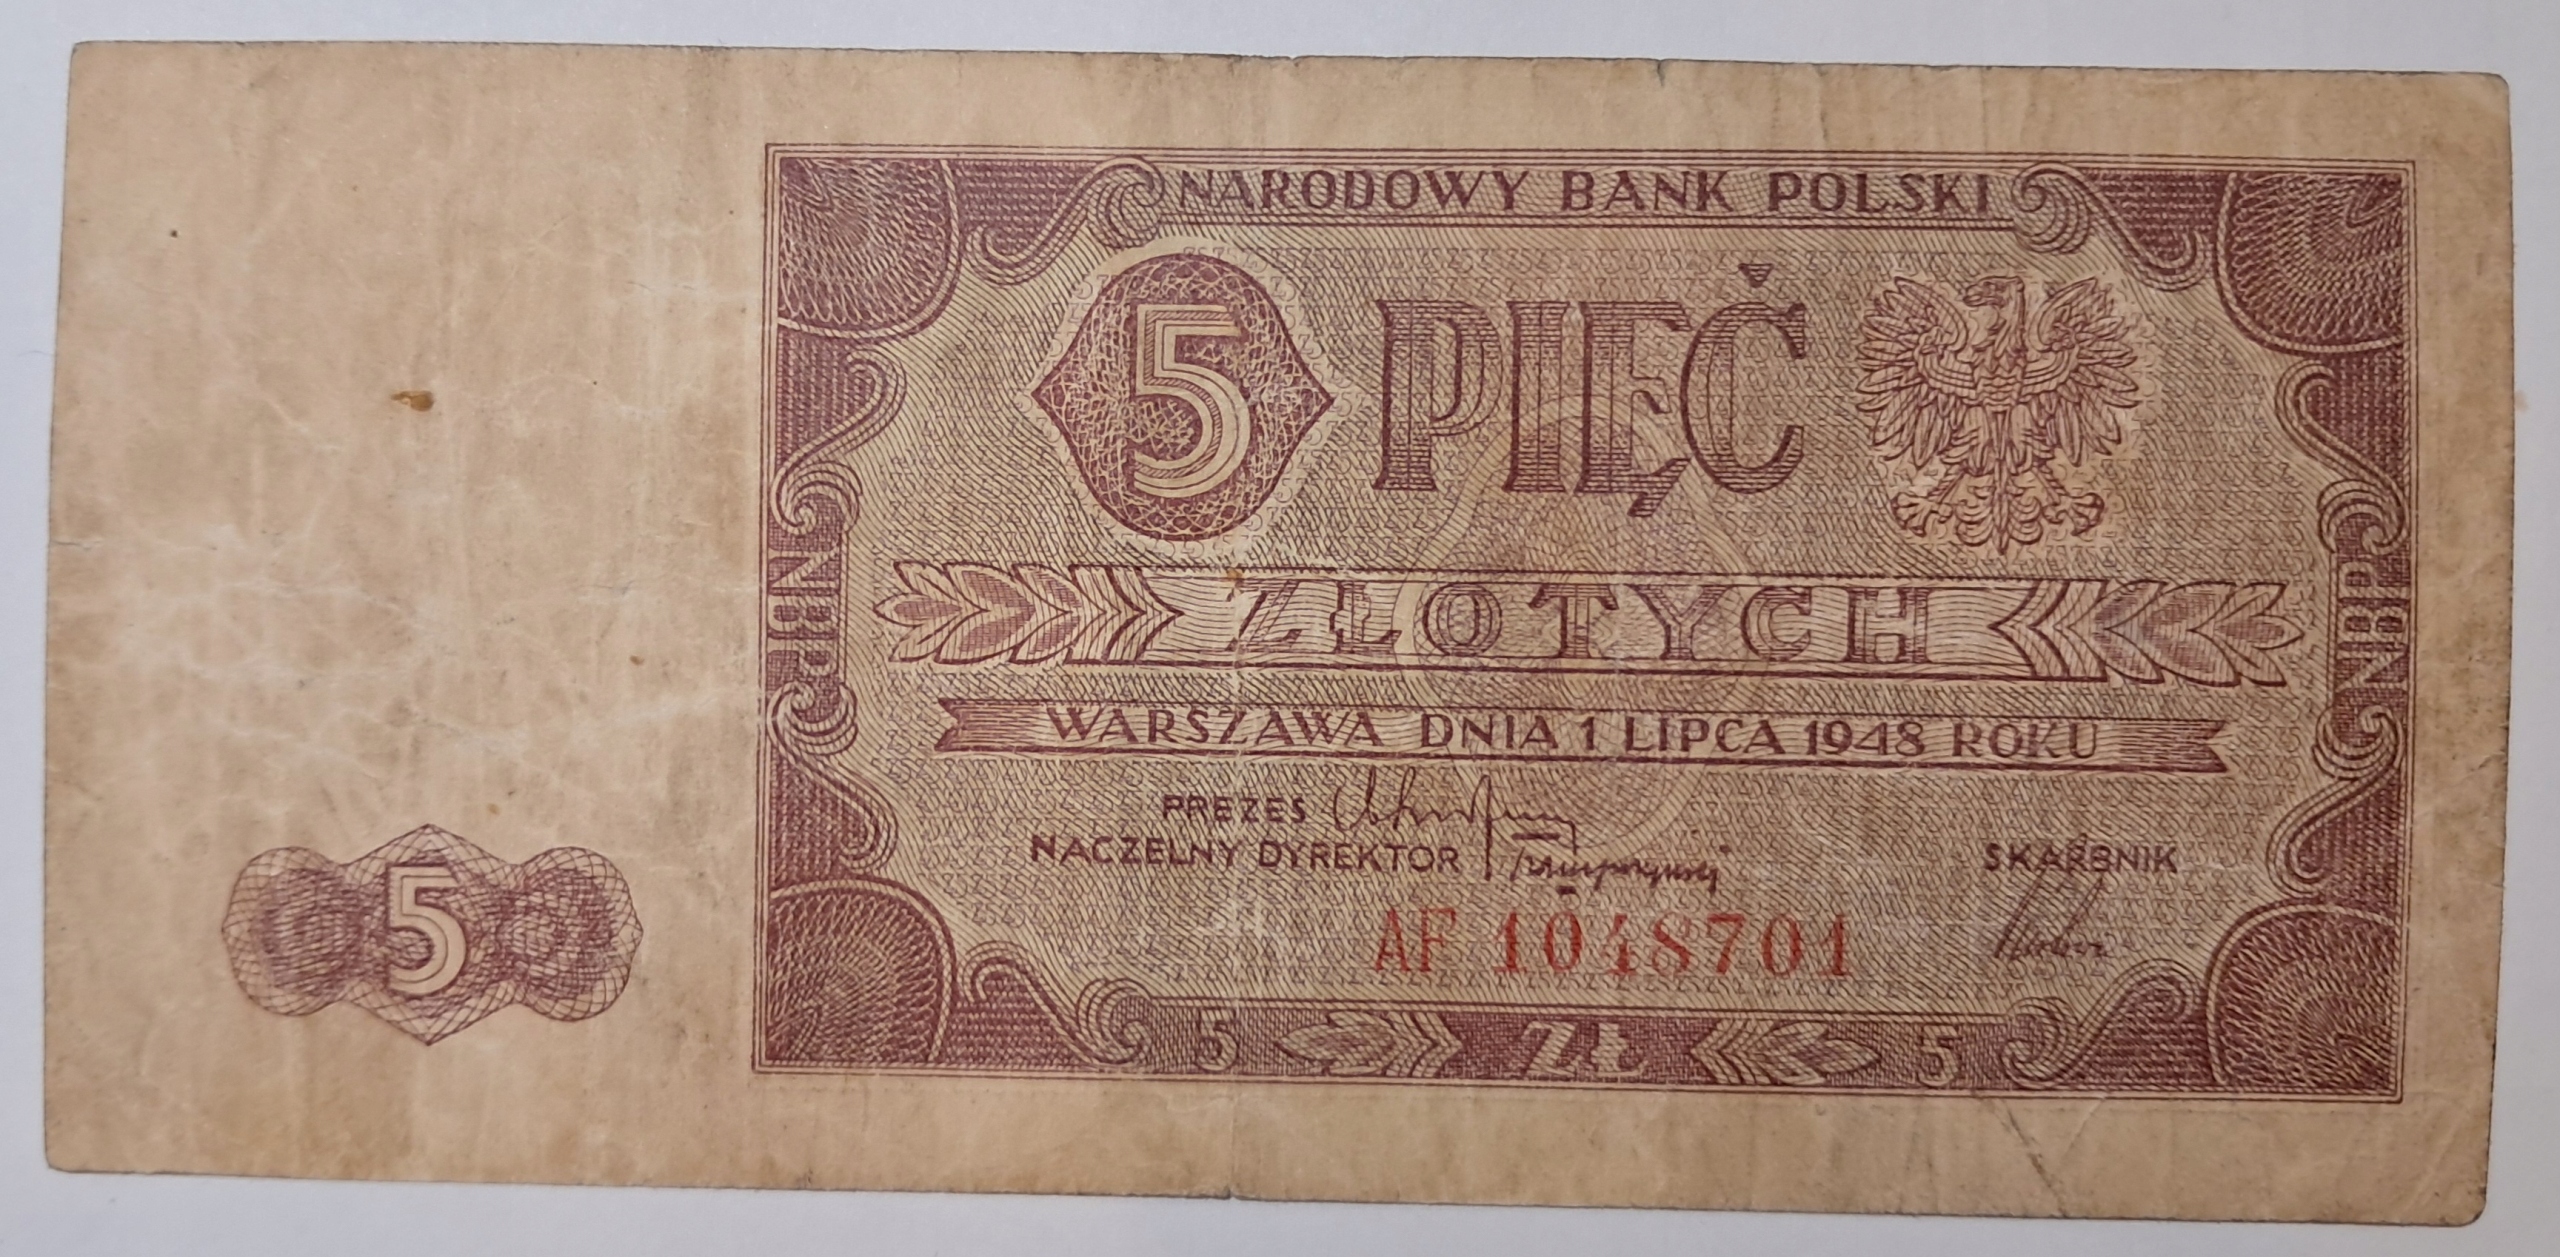 NARODOWY BANK POLSKI
5 PIĘĆ
ZŁOTYCH
NBP
NBP
WARSZAWA DNIA 1 LIPCA 1948 ROKU
PREZES
NACZELNY DYREKTOR
SKARBNIK
AF 1048701
5
5 ZŁ 5